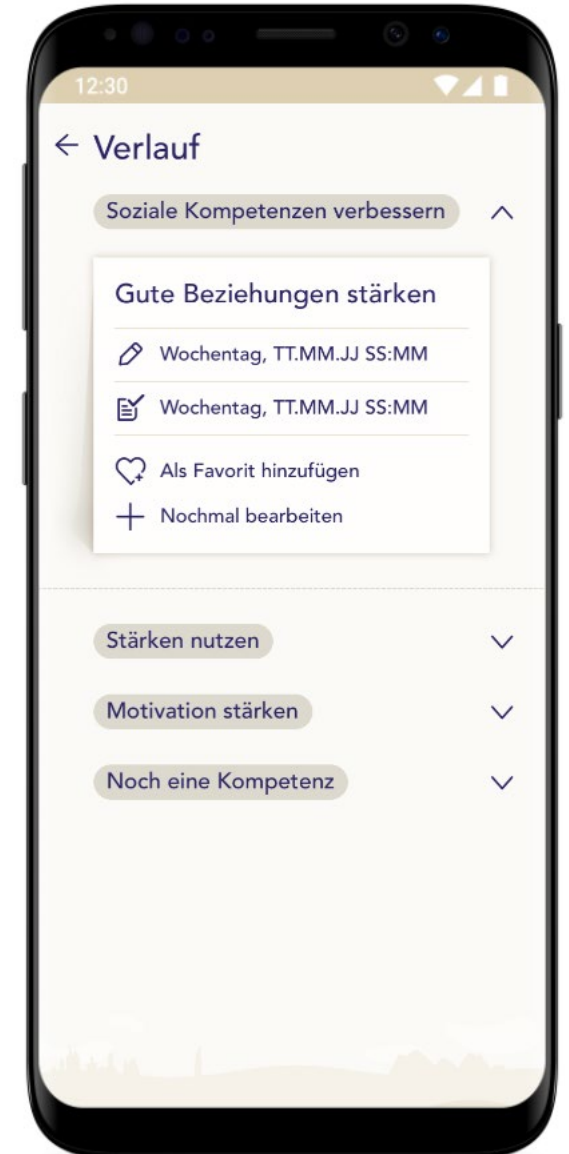 12:30
Verlauf
Soziale Kompetenzen verbessern
Gute Beziehungen stärken
Wochentag, TT.MM.JJ SS:MM
Wochentag, TT.MM.JJ SS:MM
Als Favorit hinzufügen
Nochmal bearbeiten
Stärken nutzen
Motivation stärken
Noch eine Kompetenz